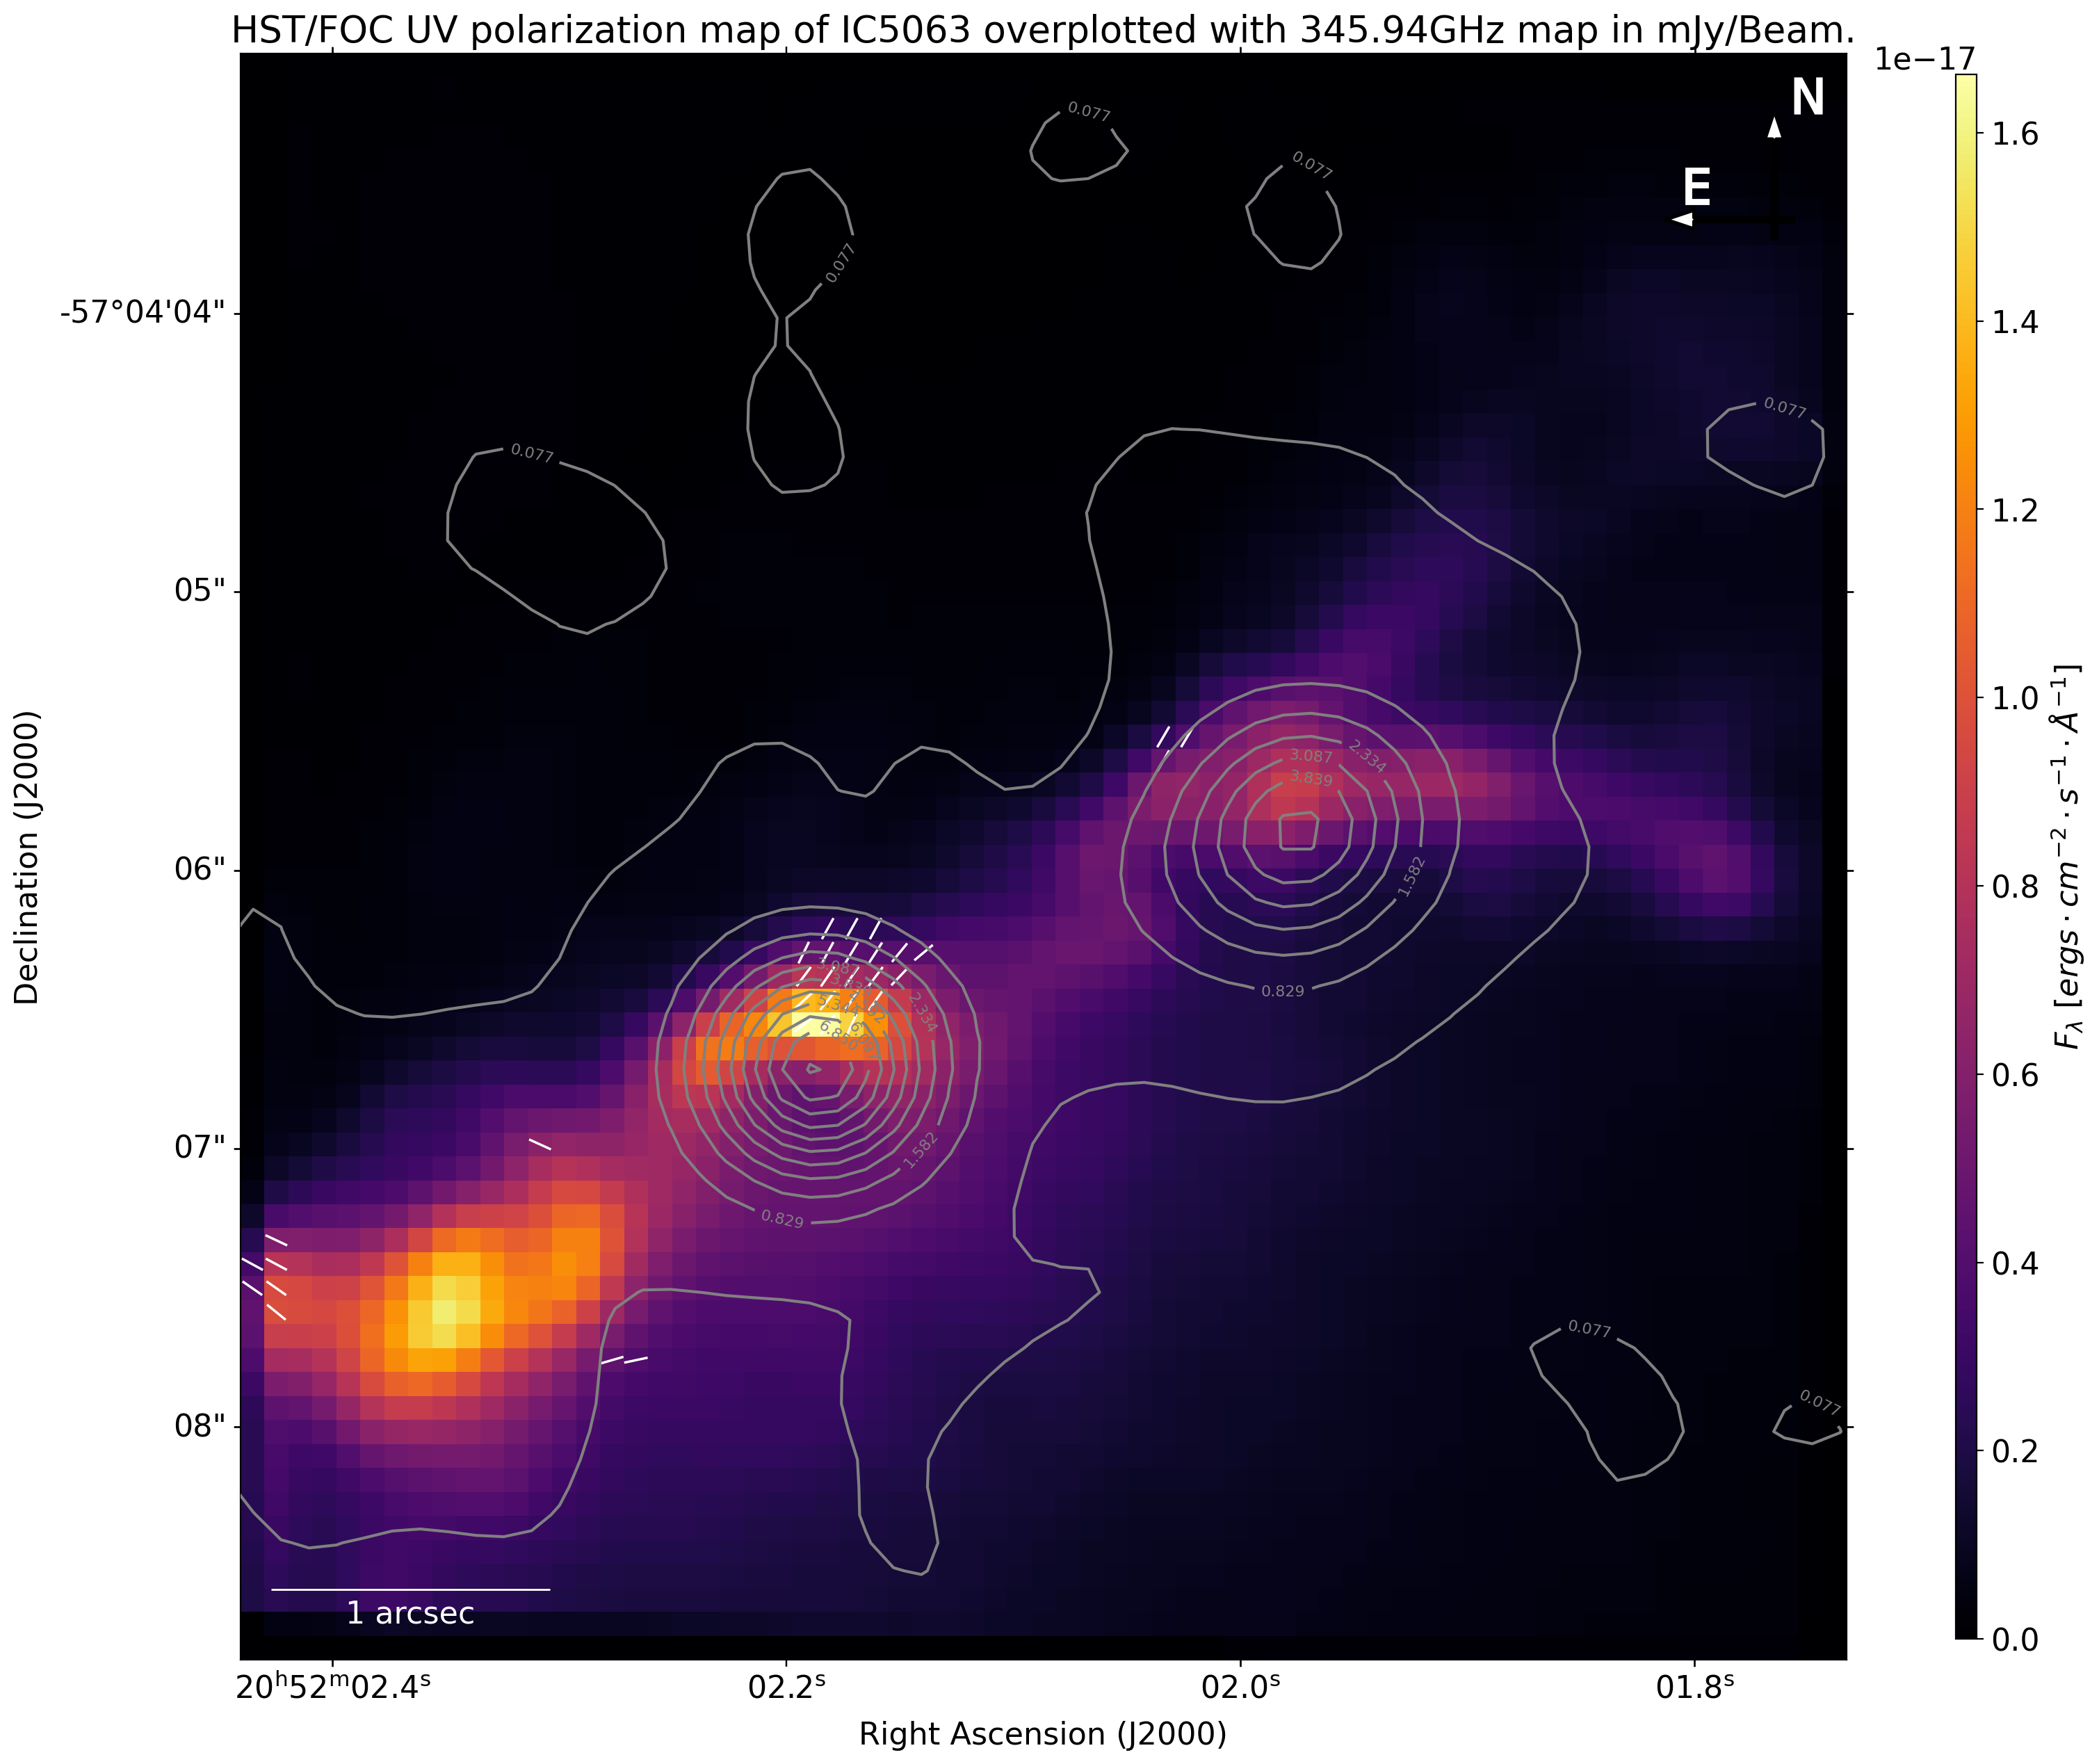 HST/FOC UV polarization map of IC5063 overplotted with 345.94GHz map in mJy/Beam.
1e−17
N
E
0.077
0.077
0.077
0.077
0.077
-57°04'04"
05"
06"
07"
08"
Declination (J2000)
3.087
2.334
3.839
1.582
0.829
3.087
2.334
6.850
1.582
0.829
0.077
0.077
1 arcsec
20ʰ52ᵐ02.4ˢ
02.2ˢ
02.0ˢ
01.8ˢ
Right Ascension (J2000)
1.6
1.4
1.2
1.0
0.8
0.6
0.4
0.2
0.0
Fλ [ergs · cm⁻² · s⁻¹ · Å⁻¹]